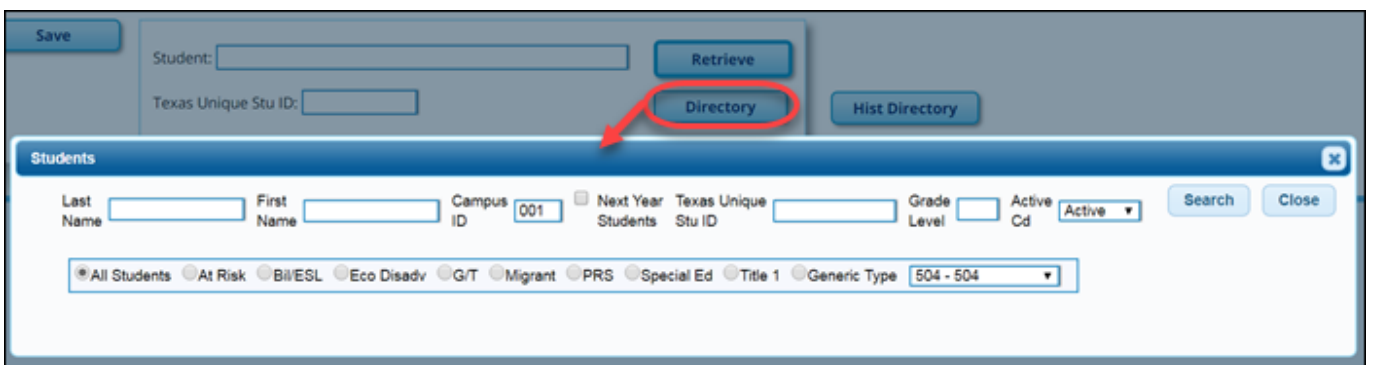 Save
Student:
Retrieve
Texas Unique Stu ID:
Directory
Hist Directory
Students
Last Name
First Name
Campus ID
001
Next Year Students
Texas Unique Stu ID
Grade Level
Active Cd
Active
Search
Close
All Students At Risk Bil/ESL Eco Disadv G/T Migrant PRS Special Ed Title 1 Generic Type 504 - 504